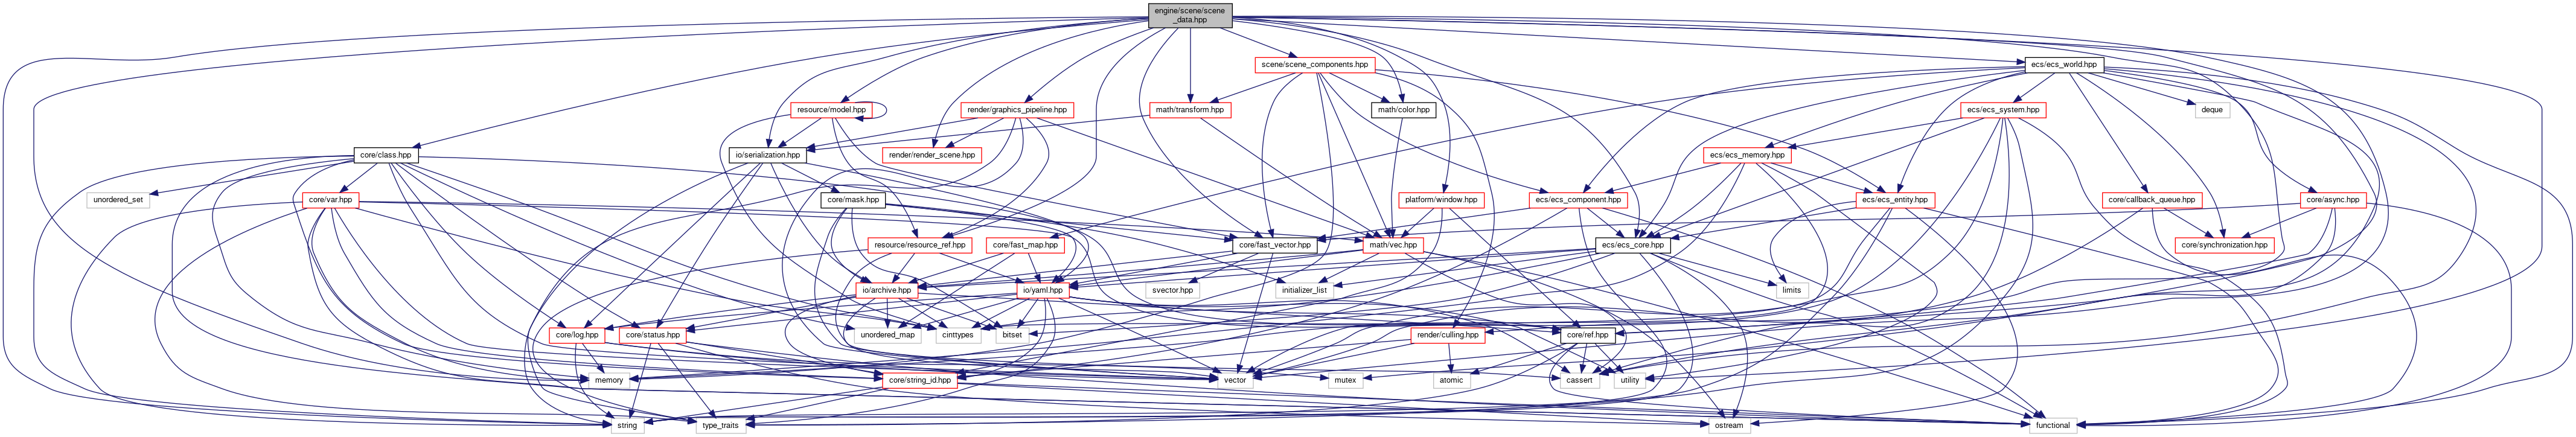 engine/scene/scene
_data.hpp
scene/scene_components.hpp
ecs/ecs_world.hpp
resource/model.hpp
render/graphics_pipeline.hpp
math/transform.hpp
math/color.hpp
ecs/ecs_system.hpp
deque
core/class.hpp
io/serialization.hpp
render/render_scene.hpp
ecs/ecs_memory.hpp
unordered_set
core/var.hpp
core/mask.hpp
platform/window.hpp
ecs/ecs_component.hpp
ecs/ecs_entity.hpp
core/callback_queue.hpp
core/async.hpp
resource/resource_ref.hpp
core/fast_map.hpp
core/fast_vector.hpp
math/vec.hpp
ecs/ecs_core.hpp
core/synchronization.hpp
io/archive.hpp
io/yaml.hpp
svector.hpp
initializer_list
limits
core/log.hpp
core/status.hpp
unordered_map
cinttypes
bitset
render/culling.hpp
core/ref.hpp
memory
core/string_id.hpp
vector
mutex
atomic
cassert
utility
string
type_traits
ostream
functional